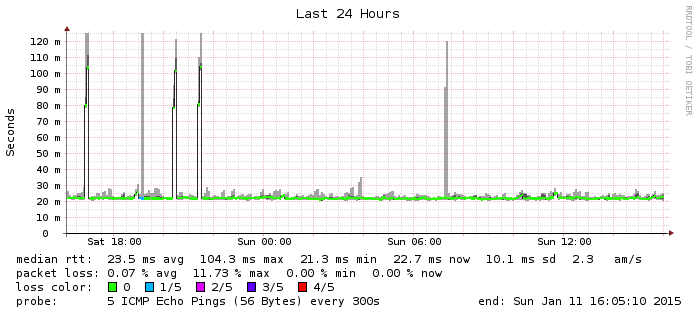 Last 24 Hours
RRDTOOL / TOBI OETIKER
Seconds
120 m
110 m
100 m
90 m
80 m
70 m
60 m
50 m
40 m
30 m
20 m
10 m
0
Sat 18:00 Sun 00:00 Sun 06:00 Sun 12:00
median rtt: 23.5 ms avg 104.3 ms max 21.3 ms min 22.7 ms now 10.1 ms sd 2.3 am/s
packet loss: 0.07 % avg 11.73 % max 0.00 % min 0.00 % now
loss color: 0 1/5 2/5 3/5 4/5
probe: 5 ICMP Echo Pings (56 Bytes) every 300s end: Sun Jan 11 16:05:10 2015